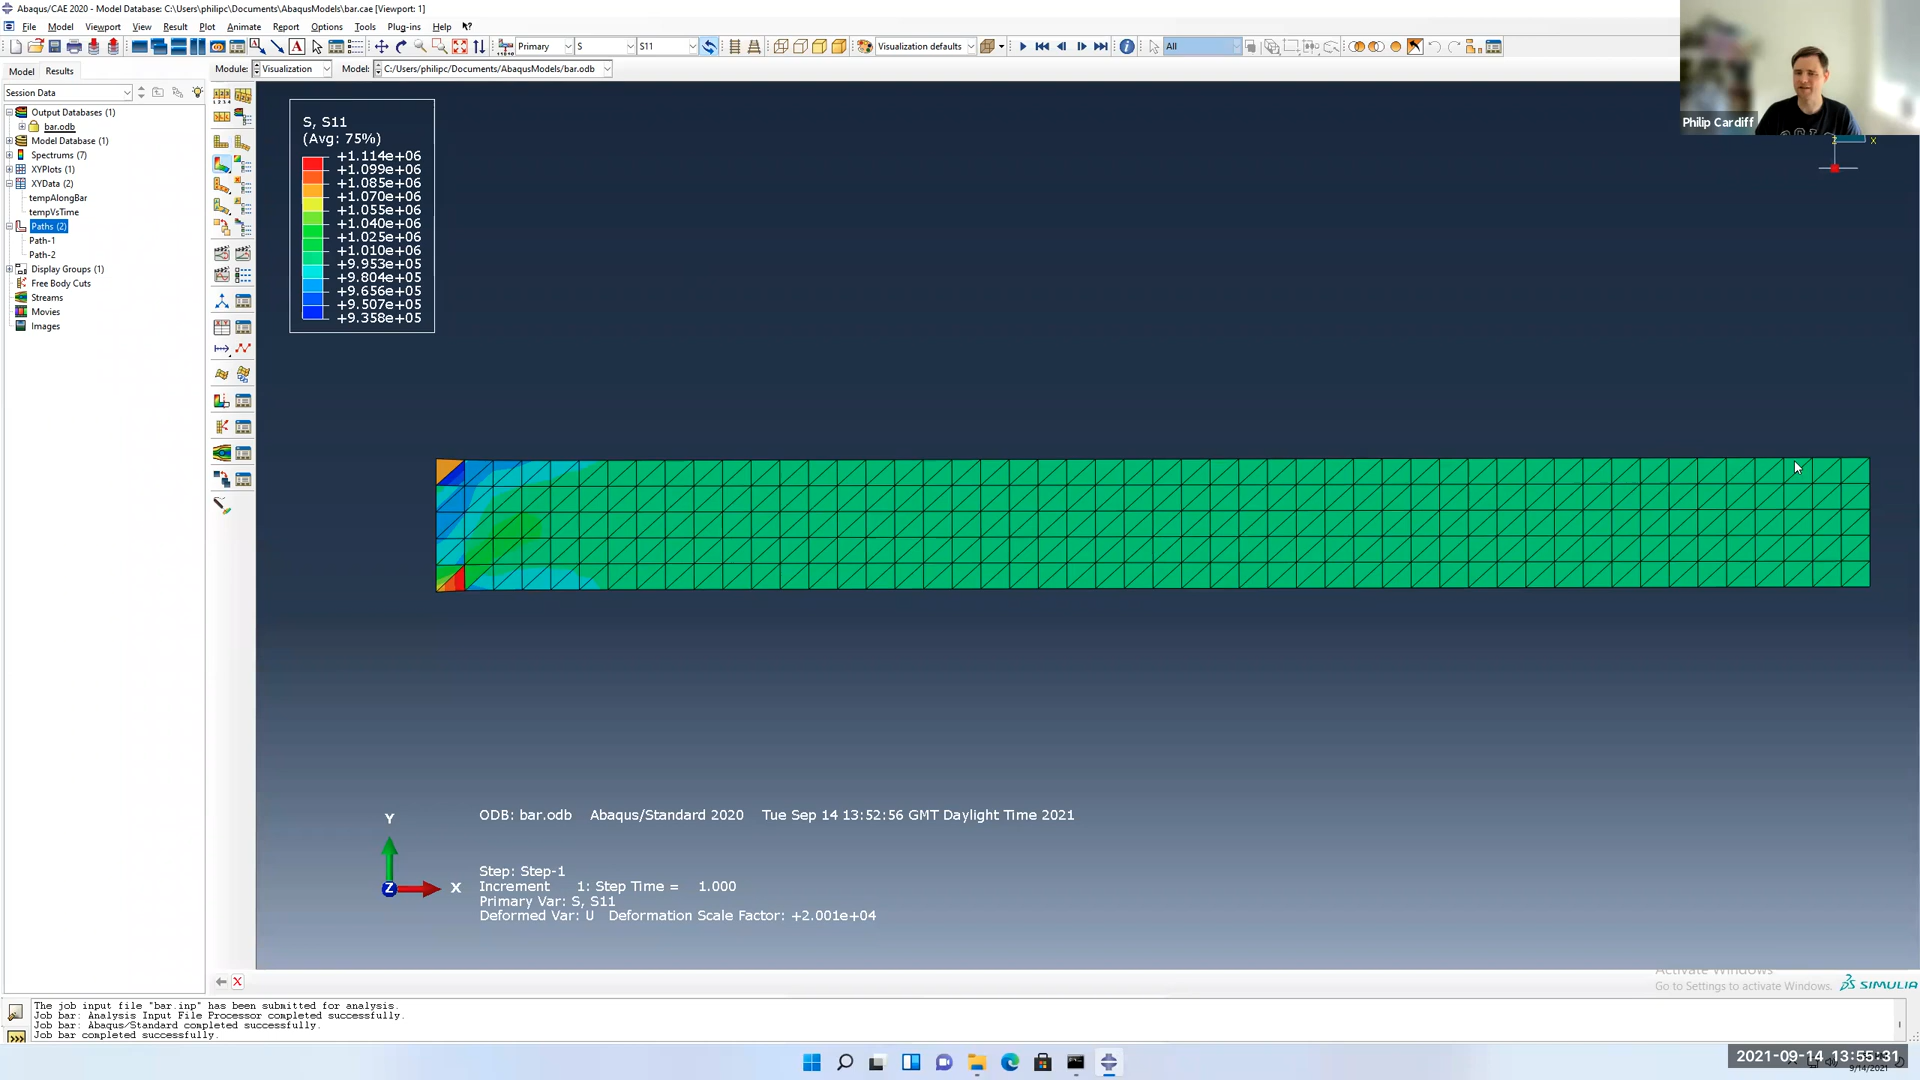 Abaqus/CAE 2020 - Model Database: C:\Users\philipc\Documents\AbaqusModels\bar.cae [Viewport: 1]
File Model Viewport View Result Plot Animate Report Options Tools Plug-ins Help
Primary S S11 Visualization defaults All
Model Results Module: Visualization Model: C:/Users/philipc/Documents/AbaqusModels/bar.odb
Session Data
Output Databases (1)
bar.odb
Model Database (1)
Spectrums (7)
XYPlots (1)
XYData (2)
tempAlongBar
tempVsTime
Paths (2)
Path-1
Path-2
Display Groups (1)
Free Body Cuts
Streams
Movies
Images
S, S11
(Avg: 75%)
+1.114e+06
+1.099e+06
+1.085e+06
+1.070e+06
+1.055e+06
+1.040e+06
+1.025e+06
+1.010e+06
+9.953e+05
+9.804e+05
+9.656e+05
+9.507e+05
+9.358e+05
Philip Cardiff
X
Y
Z
X
ODB: bar.odb Abaqus/Standard 2020 Tue Sep 14 13:52:56 GMT Daylight Time 2021
Step: Step-1
Increment 1: Step Time = 1.000
Primary Var: S, S11
Deformed Var: U Deformation Scale Factor: +2.001e+04
Activate Windows
Go to Settings to activate Windows.
SIMULIA
The job input file "bar.inp" has been submitted for analysis.
Job bar: Analysis Input File Processor completed successfully.
Job bar: Abaqus/Standard completed successfully.
Job bar completed successfully.
2021-09-14 13:55:31
9/14/2021